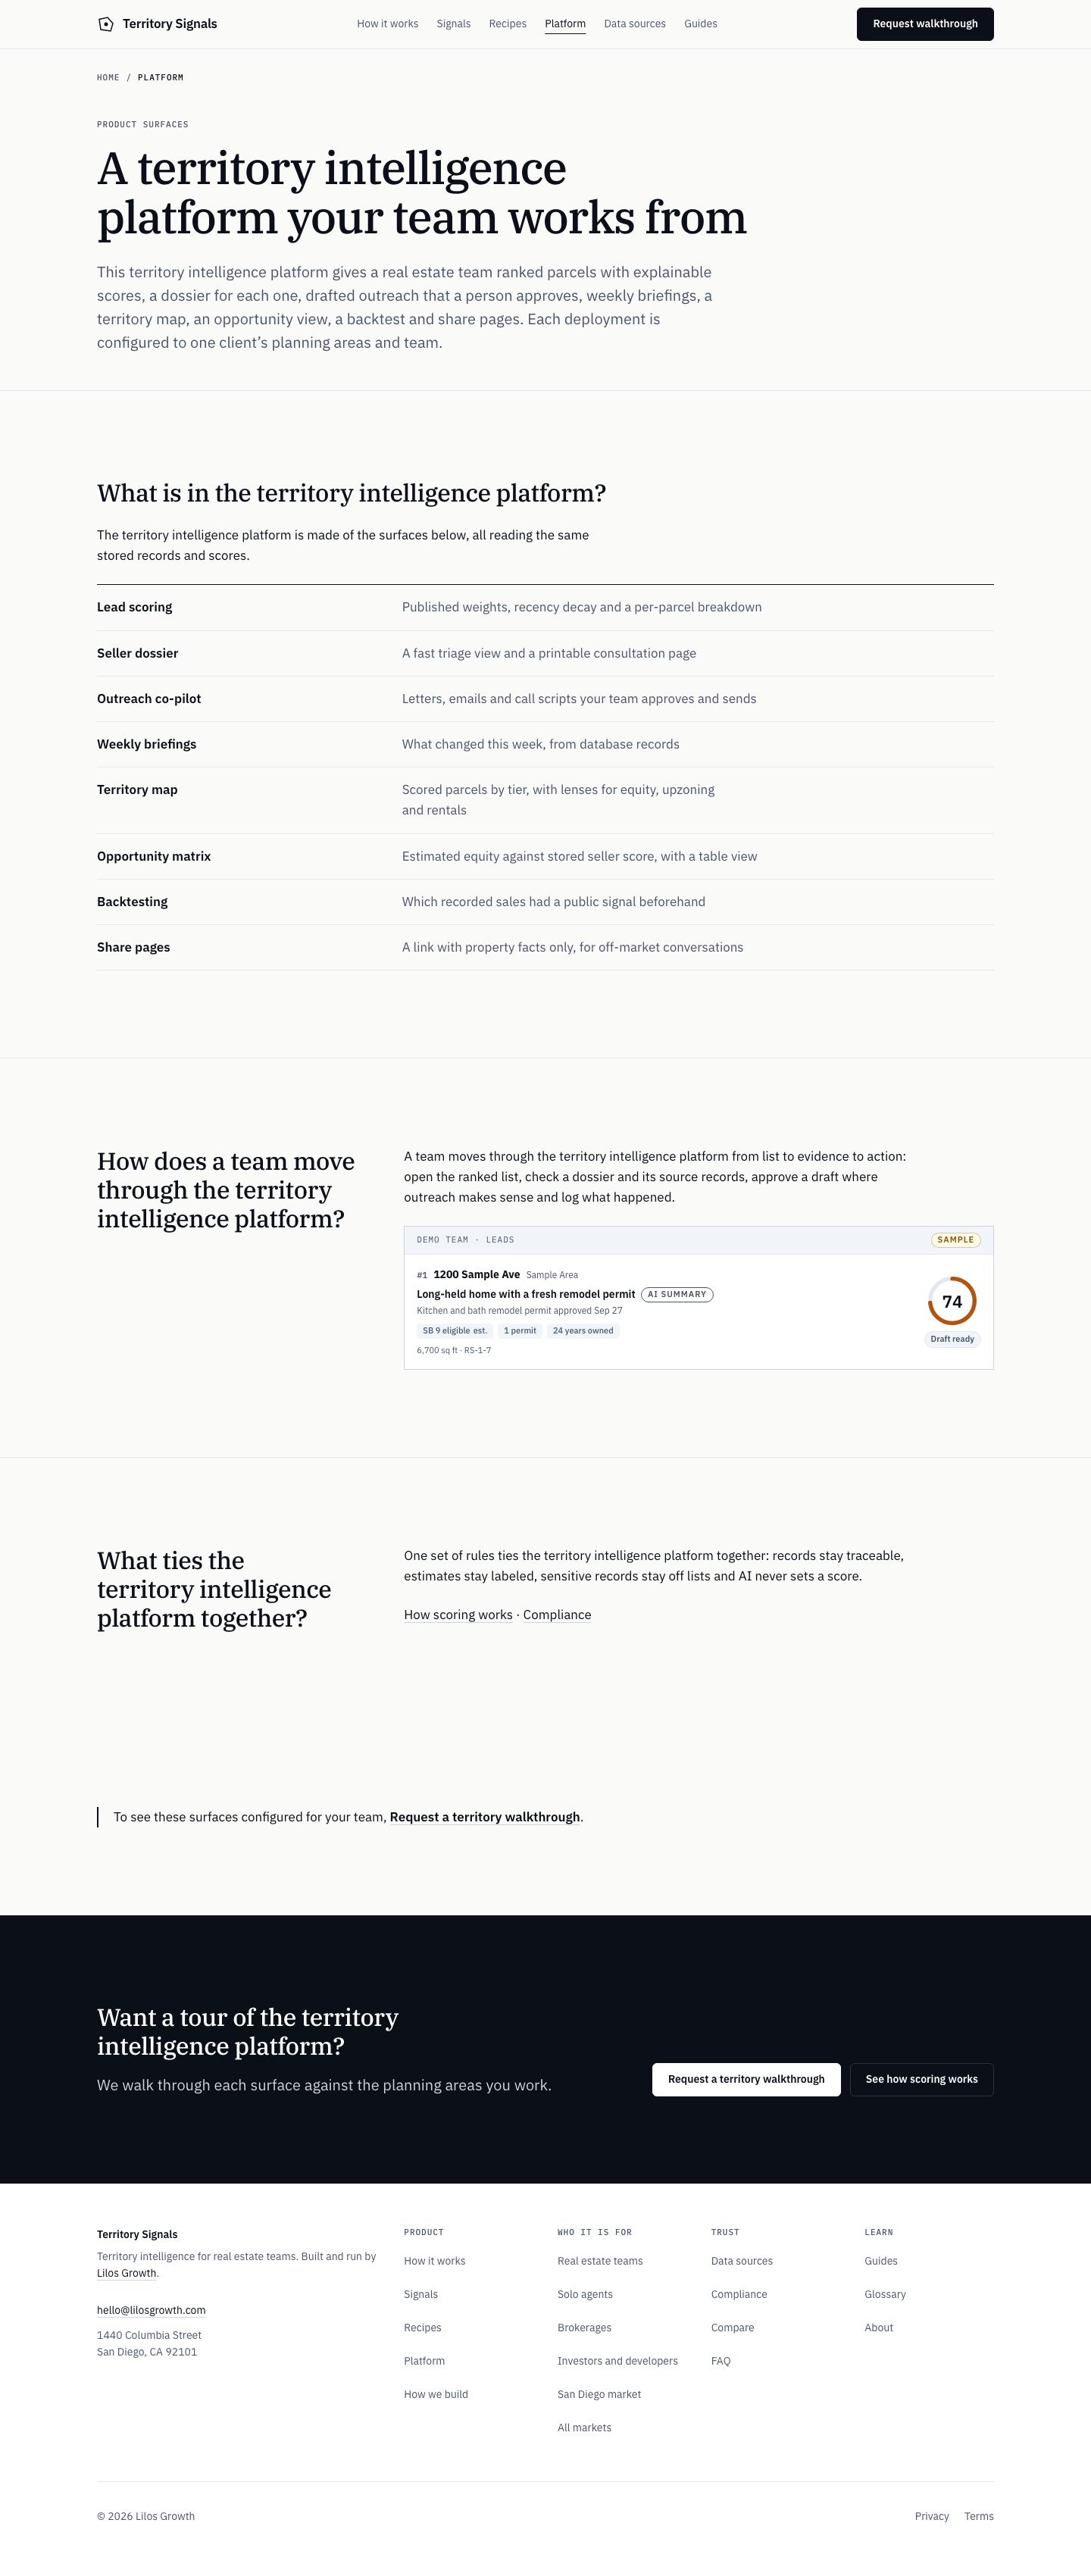 Territory Signals
How it works
Signals
Recipes
Platform
Data sources
Guides
Request walkthrough
HOME / PLATFORM
PRODUCT SURFACES
A territory intelligence
platform your team works from
This territory intelligence platform gives a real estate team ranked parcels with explainable
scores, a dossier for each one, drafted outreach that a person approves, weekly briefings, a
territory map, an opportunity view, a backtest and share pages. Each deployment is
configured to one client’s planning areas and team.
What is in the territory intelligence platform?
The territory intelligence platform is made of the surfaces below, all reading the same
stored records and scores.
Lead scoring
Published weights, recency decay and a per-parcel breakdown
Seller dossier
A fast triage view and a printable consultation page
Outreach co-pilot
Letters, emails and call scripts your team approves and sends
Weekly briefings
What changed this week, from database records
Territory map
Scored parcels by tier, with lenses for equity, upzoning
and rentals
Opportunity matrix
Estimated equity against stored seller score, with a table view
Backtesting
Which recorded sales had a public signal beforehand
Share pages
A link with property facts only, for off-market conversations
How does a team move
through the territory
intelligence platform?
A team moves through the territory intelligence platform from list to evidence to action:
open the ranked list, check a dossier and its source records, approve a draft where
outreach makes sense and log what happened.
DEMO TEAM · LEADS
SAMPLE
#1 1200 Sample Ave Sample Area
Long-held home with a fresh remodel permit AI SUMMARY
Kitchen and bath remodel permit approved Sep 27
SB 9 eligible est. 1 permit 24 years owned
6,700 sq ft · RS-1-7
74
Draft ready
What ties the
territory intelligence
platform together?
One set of rules ties the territory intelligence platform together: records stay traceable,
estimates stay labeled, sensitive records stay off lists and AI never sets a score.
How scoring works · Compliance
To see these surfaces configured for your team, Request a territory walkthrough.
Want a tour of the territory
intelligence platform?
We walk through each surface against the planning areas you work.
Request a territory walkthrough
See how scoring works
Territory Signals
Territory intelligence for real estate teams. Built and run by
Lilos Growth.
hello@lilosgrowth.com
1440 Columbia Street
San Diego, CA 92101
PRODUCT
How it works
Signals
Recipes
Platform
How we build
WHO IT IS FOR
Real estate teams
Solo agents
Brokerages
Investors and developers
San Diego market
All markets
TRUST
Data sources
Compliance
Compare
FAQ
LEARN
Guides
Glossary
About
© 2026 Lilos Growth
Privacy
Terms